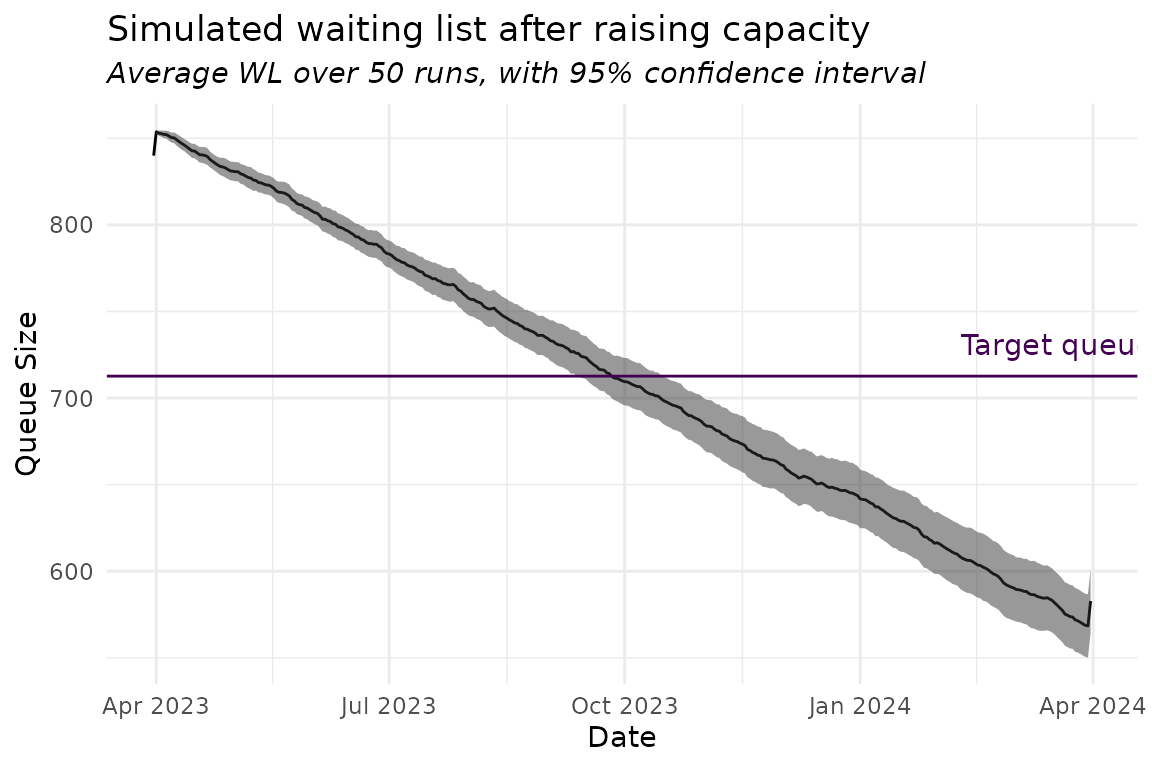 Simulated waiting list after raising capacity
Average WL over 50 runs, with 95% confidence interval
Queue Size
800
700
600
Target queu
Apr 2023
Jul 2023
Oct 2023
Jan 2024
Apr 2024
Date